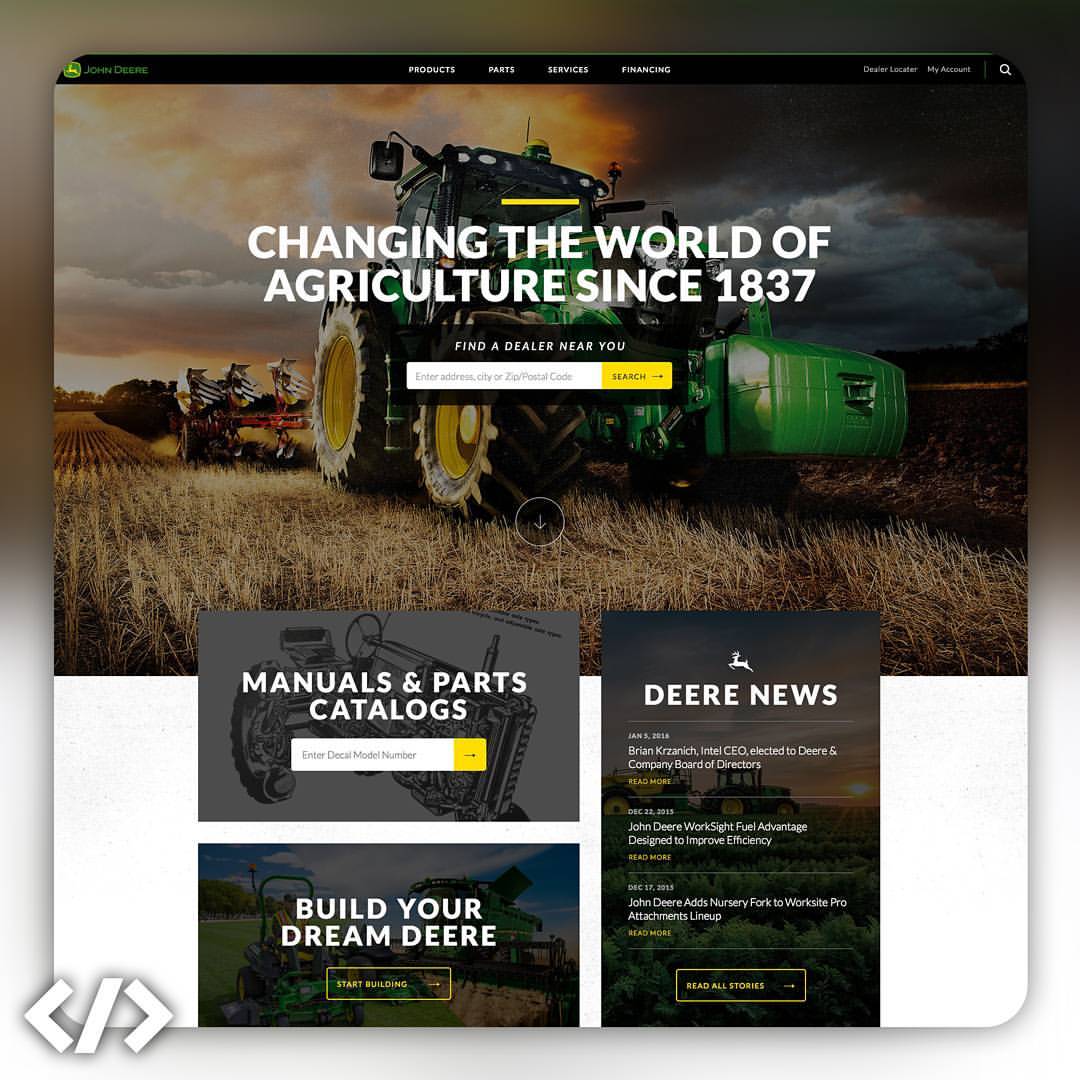 JOHN DEERE
PRODUCTS PARTS SERVICES FINANCING
Dealer Locater My Account
CHANGING THE WORLD OF
AGRICULTURE SINCE 1837
FIND A DEALER NEAR YOU
Enter address, city or Zip/Postal Code
SEARCH →
MANUALS & PARTS
CATALOGS
Enter Decal Model Number →
BUILD YOUR
DREAM DEERE
START BUILDING →
DEERE NEWS
JAN 5, 2016
Brian Krzanich, Intel CEO, elected to Deere &
Company Board of Directors
READ MORE
DEC 22, 2015
John Deere WorkSight Fuel Advantage
Designed to Improve Efficiency
READ MORE
DEC 17, 2015
John Deere Adds Nursery Fork to Worksite Pro
Attachments Lineup
READ MORE
READ ALL STORIES →